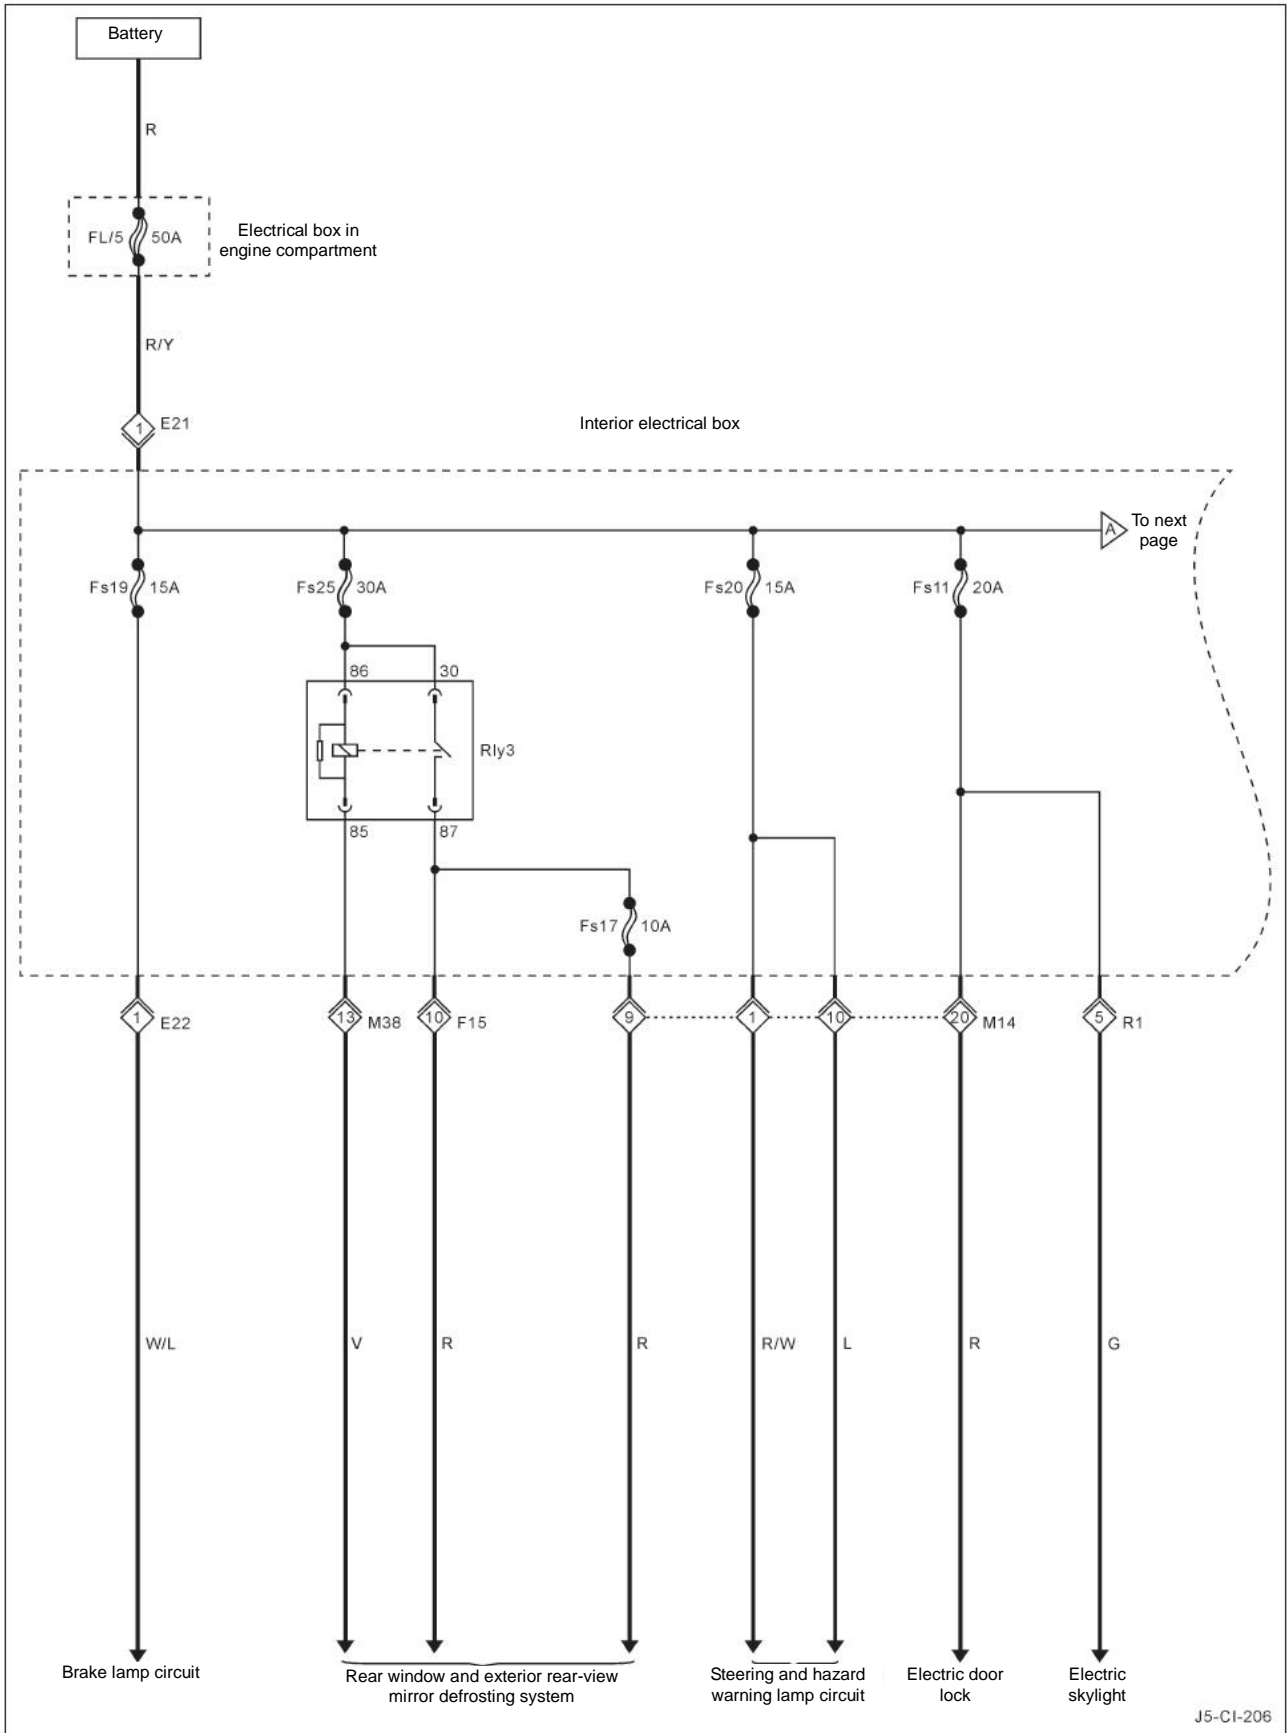 Battery
R
FL/5 50A
Electrical box in
engine compartment
R/Y
1 E21
Interior electrical box
A To next
page
Fs19 15A Fs25 30A Fs20 15A Fs11 20A
86 30
Rly3
85 87
Fs17 10A
1 E22 13 M38 10 F15 9 1 10 20 M14 5 R1
W/L V R R R/W L R G
Brake lamp circuit
Rear window and exterior rear-view
mirror defrosting system
Steering and hazard
warning lamp circuit
Electric door
lock
Electric
skylight
J5-CI-206